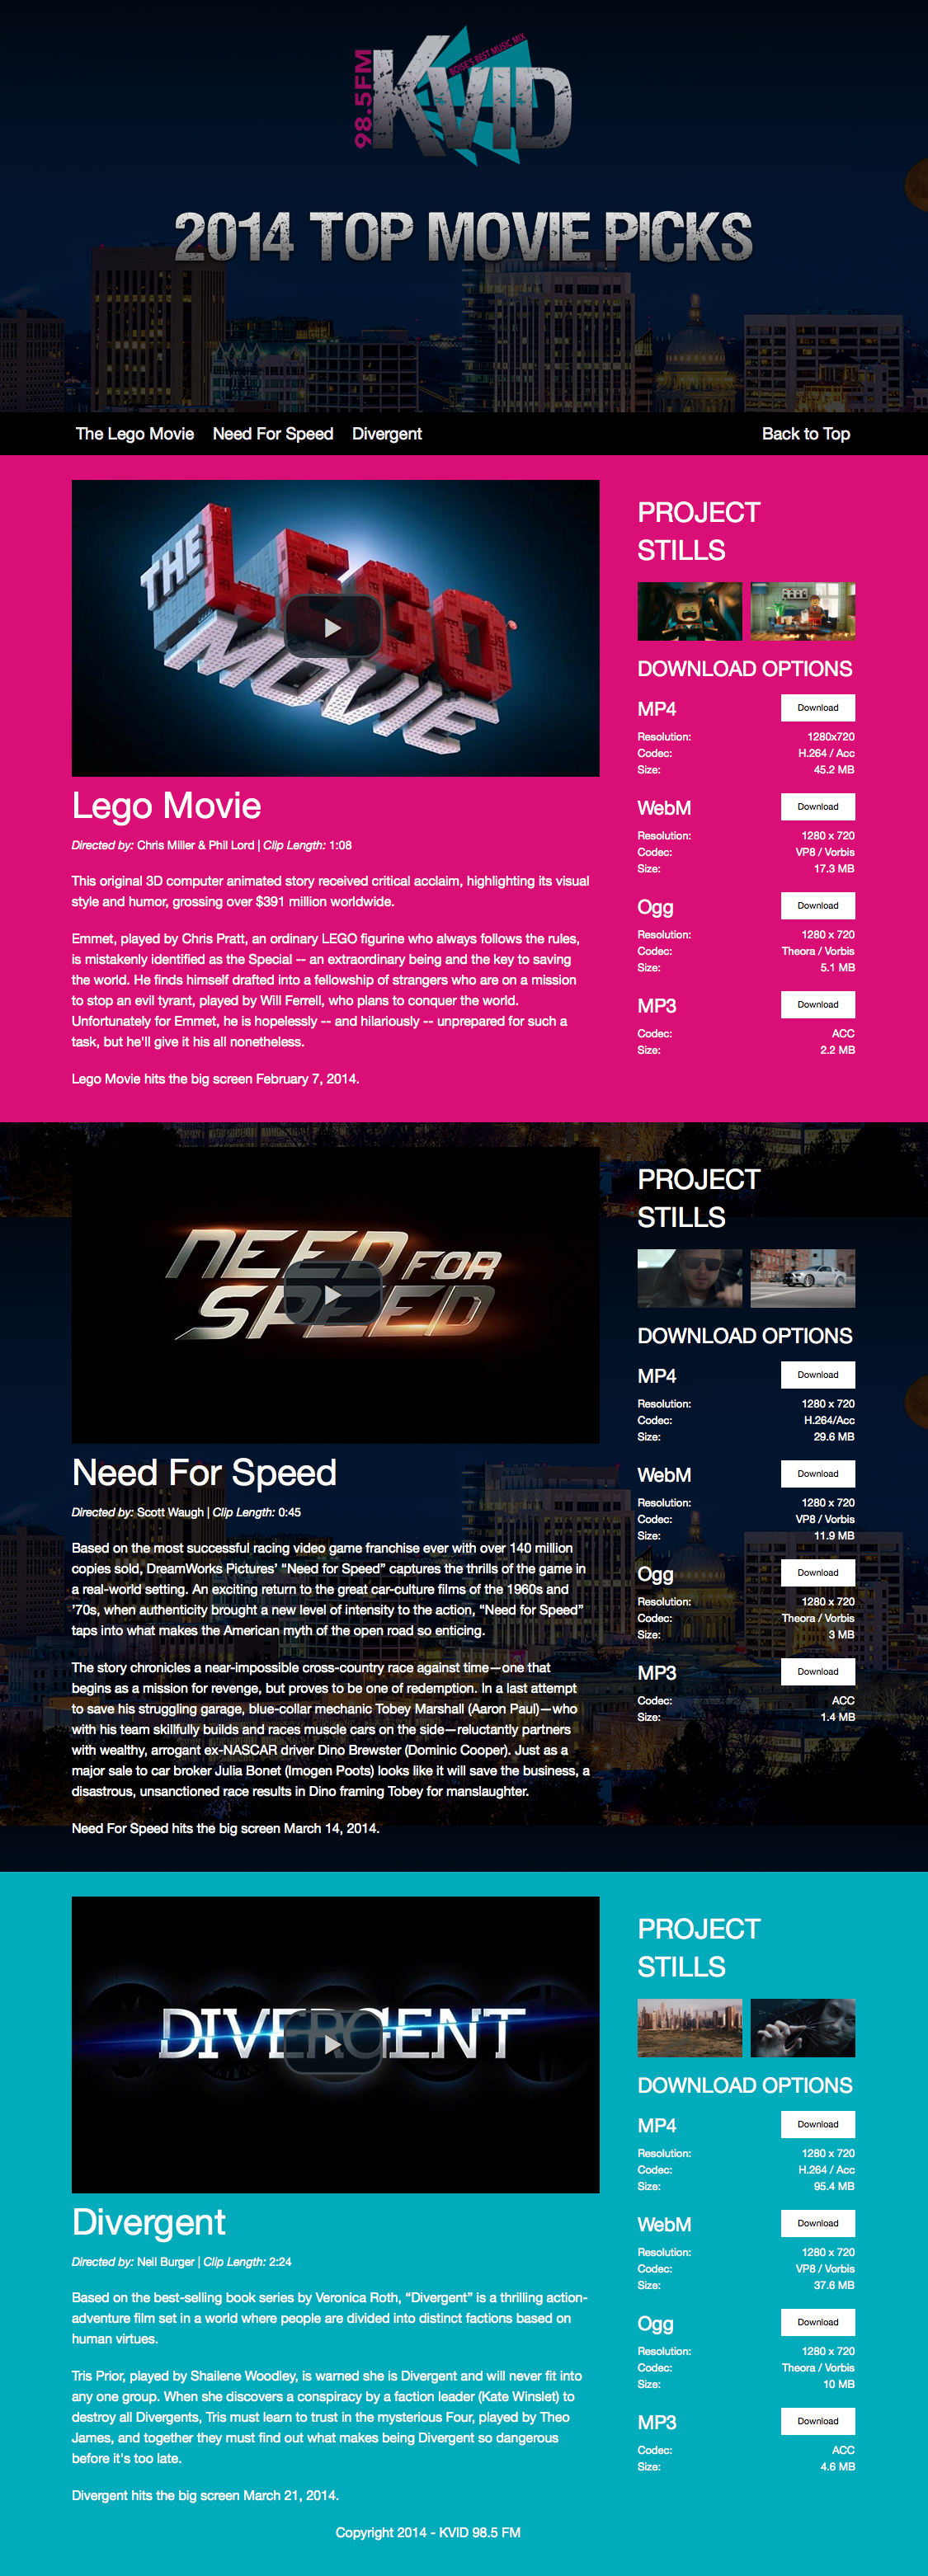 98.5FM
KVID
BOISE'S BEST MUSIC MIX
2014 TOP MOVIE PICKS
The Lego Movie
Need For Speed
Divergent
Back to Top
THE LEGO MOVIE
Lego Movie
Directed by: Chris Miller & Phil Lord | Clip Length: 1:08
This original 3D computer animated story received critical acclaim, highlighting its visual
style and humor, grossing over $391 million worldwide.
Emmet, played by Chris Pratt, an ordinary LEGO figurine who always follows the rules,
is mistakenly identified as the Special -- an extraordinary being and the key to saving
the world. He finds himself drafted into a fellowship of strangers who are on a mission
to stop an evil tyrant, played by Will Ferrell, who plans to conquer the world.
Unfortunately for Emmet, he is hopelessly -- and hilariously -- unprepared for such a
task, but he'll give it his all nonetheless.
Lego Movie hits the big screen February 7, 2014.
PROJECT
STILLS
DOWNLOAD OPTIONS
MP4 Download
Resolution: 1280x720
Codec: H.264 / Acc
Size: 45.2 MB
WebM Download
Resolution: 1280 x 720
Codec: VP8 / Vorbis
Size: 17.3 MB
Ogg Download
Resolution: 1280 x 720
Codec: Theora / Vorbis
Size: 5.1 MB
MP3 Download
Codec: ACC
Size: 2.2 MB
NEED FOR
SPEED
Need For Speed
Directed by: Scott Waugh | Clip Length: 0:45
Based on the most successful racing video game franchise ever with over 140 million
copies sold, DreamWorks Pictures’ “Need for Speed” captures the thrills of the game in
a real-world setting. An exciting return to the great car-culture films of the 1960s and
’70s, when authenticity brought a new level of intensity to the action, “Need for Speed”
taps into what makes the American myth of the open road so enticing.
The story chronicles a near-impossible cross-country race against time—one that
begins as a mission for revenge, but proves to be one of redemption. In a last attempt
to save his struggling garage, blue-collar mechanic Tobey Marshall (Aaron Paul)—who
with his team skillfully builds and races muscle cars on the side—reluctantly partners
with wealthy, arrogant ex-NASCAR driver Dino Brewster (Dominic Cooper). Just as a
major sale to car broker Julia Bonet (Imogen Poots) looks like it will save the business, a
disastrous, unsanctioned race results in Dino framing Tobey for manslaughter.
Need For Speed hits the big screen March 14, 2014.
PROJECT
STILLS
DOWNLOAD OPTIONS
MP4 Download
Resolution: 1280 x 720
Codec: H.264/Acc
Size: 29.6 MB
WebM Download
Resolution: 1280 x 720
Codec: VP8 / Vorbis
Size: 11.9 MB
Ogg Download
Resolution: 1280 x 720
Codec: Theora / Vorbis
Size: 3 MB
MP3 Download
Codec: ACC
Size: 1.4 MB
DIVERGENT
Divergent
Directed by: Neil Burger | Clip Length: 2:24
Based on the best-selling book series by Veronica Roth, “Divergent” is a thrilling action-
adventure film set in a world where people are divided into distinct factions based on
human virtues.
Tris Prior, played by Shailene Woodley, is warned she is Divergent and will never fit into
any one group. When she discovers a conspiracy by a faction leader (Kate Winslet) to
destroy all Divergents, Tris must learn to trust in the mysterious Four, played by Theo
James, and together they must find out what makes being Divergent so dangerous
before it's too late.
Divergent hits the big screen March 21, 2014.
PROJECT
STILLS
DOWNLOAD OPTIONS
MP4 Download
Resolution: 1280 x 720
Codec: H.264 / Acc
Size: 95.4 MB
WebM Download
Resolution: 1280 x 720
Codec: VP8 / Vorbis
Size: 37.6 MB
Ogg Download
Resolution: 1280 x 720
Codec: Theora / Vorbis
Size: 10 MB
MP3 Download
Codec: ACC
Size: 4.6 MB
Copyright 2014 - KVID 98.5 FM